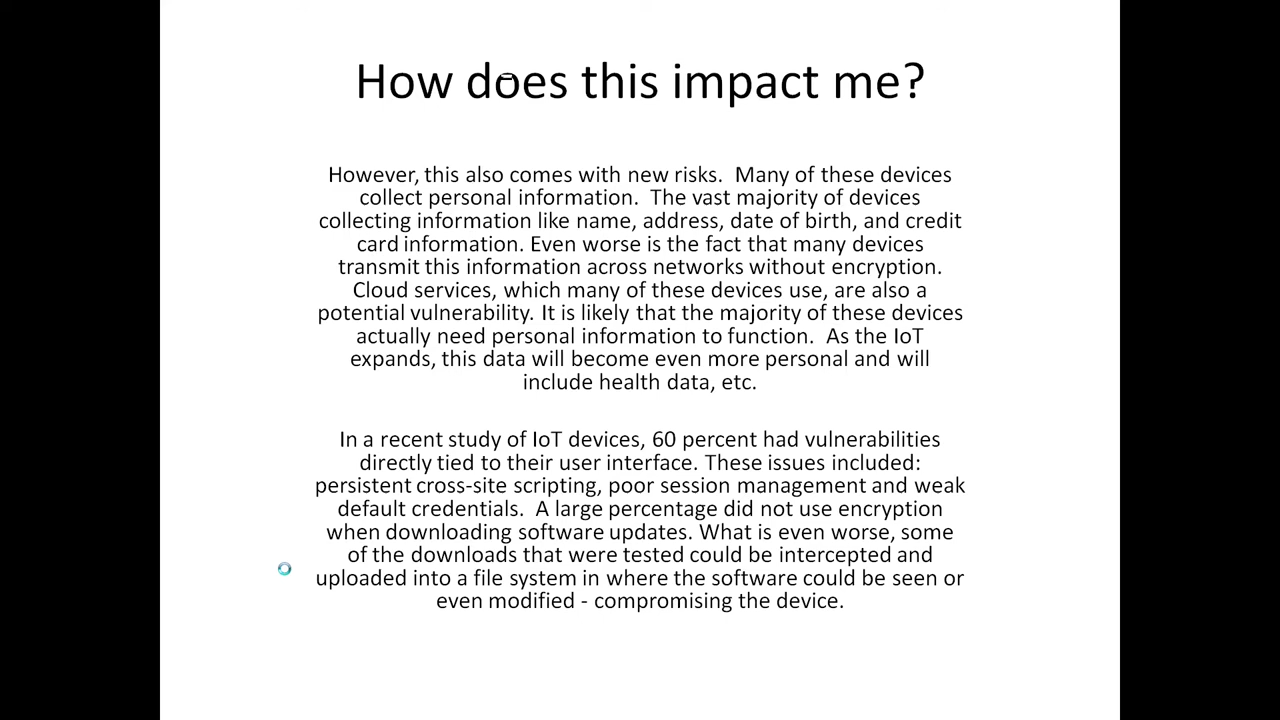 How does this impact me?
However, this also comes with new risks.  Many of these devices
collect personal information.  The vast majority of devices
collecting information like name, address, date of birth, and credit
card information. Even worse is the fact that many devices
transmit this information across networks without encryption.
Cloud services, which many of these devices use, are also a
potential vulnerability. It is likely that the majority of these devices
actually need personal information to function.  As the IoT
expands, this data will become even more personal and will
include health data, etc.
In a recent study of IoT devices, 60 percent had vulnerabilities
directly tied to their user interface. These issues included:
persistent cross-site scripting, poor session management and weak
default credentials.  A large percentage did not use encryption
when downloading software updates. What is even worse, some
of the downloads that were tested could be intercepted and
uploaded into a file system in where the software could be seen or
even modified - compromising the device.